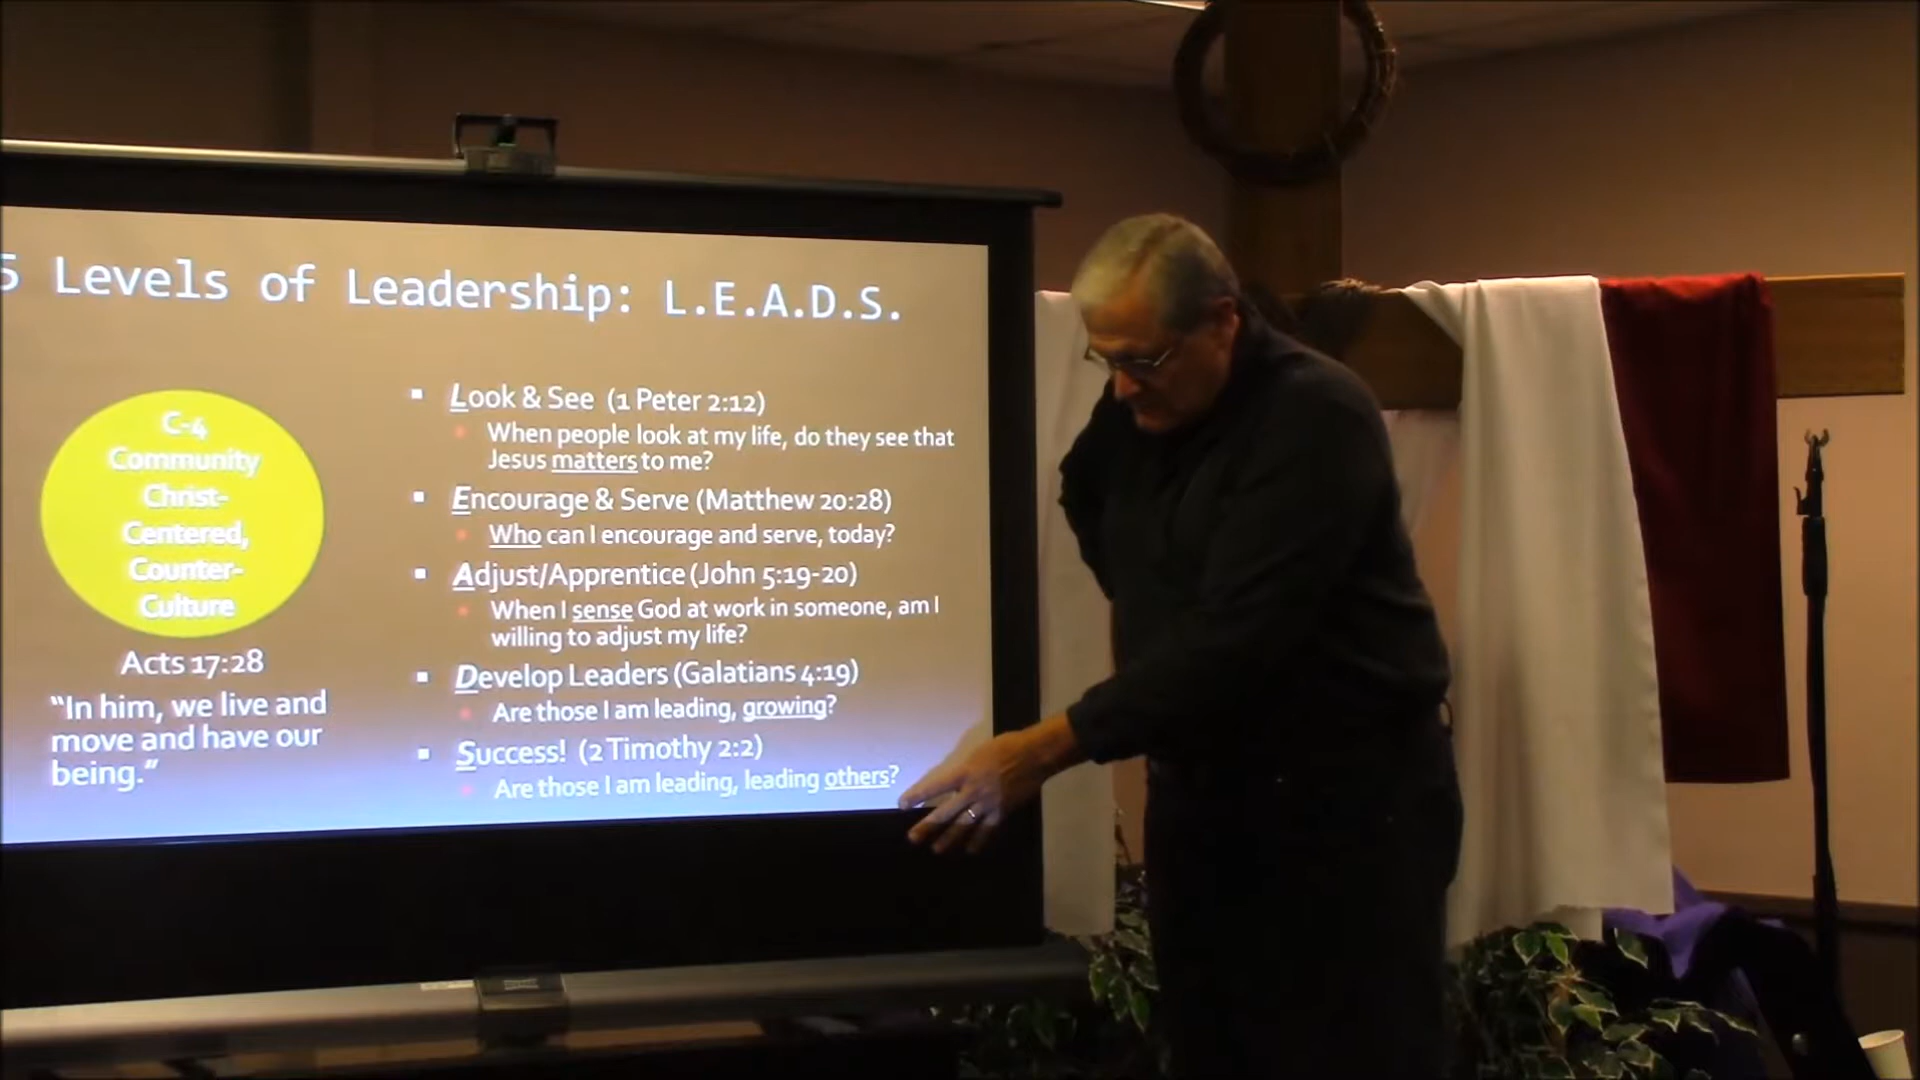 5 Levels of Leadership: L.E.A.D.S.
C-4
Community
Christ-
Centered,
Counter-
Culture
Acts 17:28
"In him, we live and
move and have our
being."
▪ Look & See (1 Peter 2:12)
▪ When people look at my life, do they see that
Jesus matters to me?
▪ Encourage & Serve (Matthew 20:28)
▪ Who can I encourage and serve, today?
▪ Adjust/Apprentice (John 5:19-20)
▪ When I sense God at work in someone, am I
willing to adjust my life?
▪ Develop Leaders (Galatians 4:19)
▪ Are those I am leading, growing?
▪ Success! (2 Timothy 2:2)
▪ Are those I am leading, leading others?